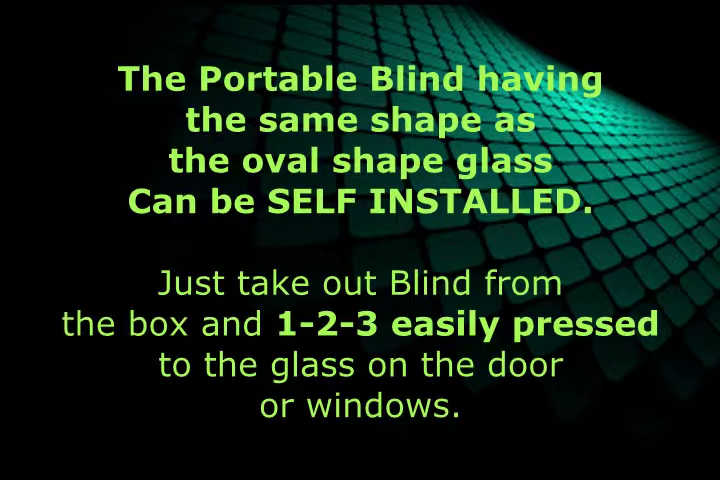 The Portable Blind having
the same shape as
the oval shape glass
Can be SELF INSTALLED.
Just take out Blind from
the box and 1-2-3 easily pressed
to the glass on the door
or windows.